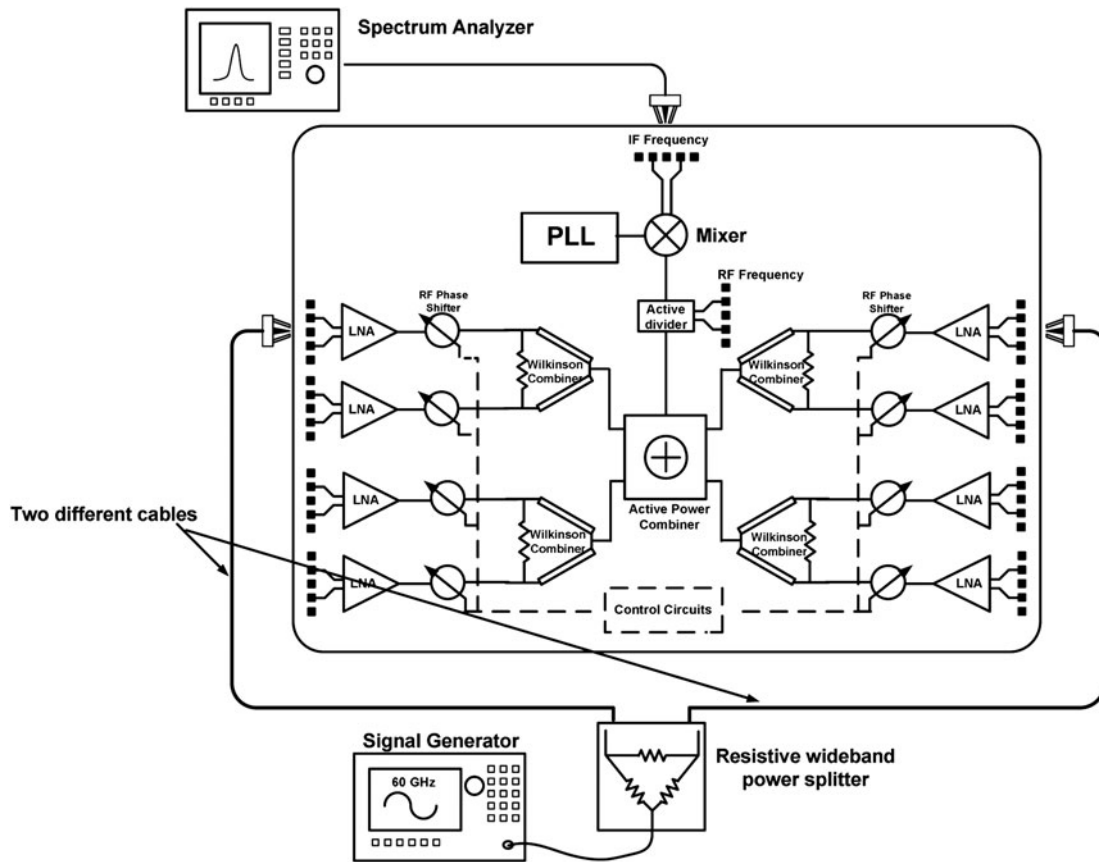 Spectrum Analyzer
IF Frequency
PLL
Mixer
RF Frequency
Active
divider
RF Phase
Shifter
RF Phase
Shifter
LNA
LNA
Wilkinson
Combiner
Wilkinson
Combiner
LNA
LNA
LNA
LNA
Active Power
Combiner
Wilkinson
Combiner
Wilkinson
Combiner
Two different cables
LNA
LNA
Control Circuits
Signal Generator
60 GHz
Resistive wideband
power splitter